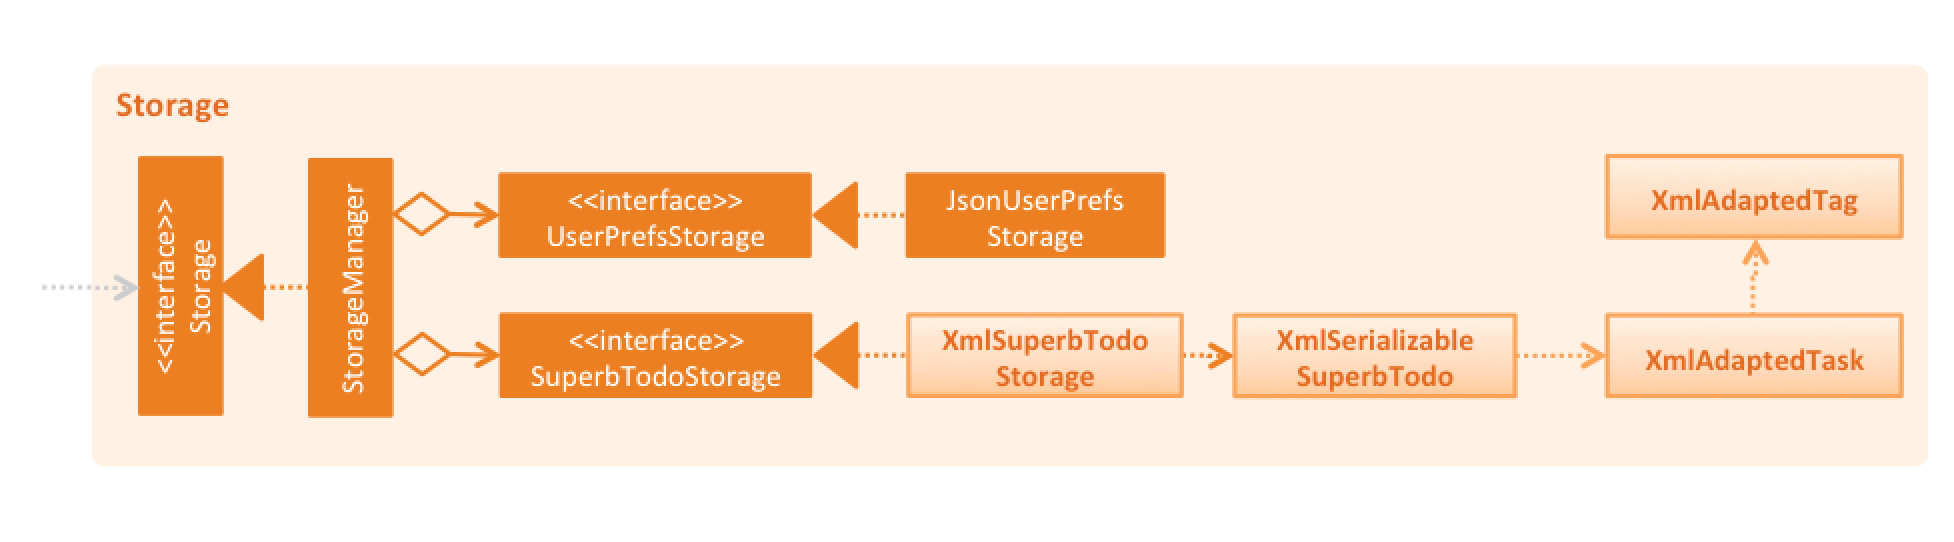 Storage
<<interface>>
Storage
StorageManager
<<interface>>
UserPrefsStorage
JsonUserPrefs
Storage
<<interface>>
SuperbTodoStorage
XmlSuperbTodo
Storage
XmlSerializable
SuperbTodo
XmlAdaptedTag
XmlAdaptedTask